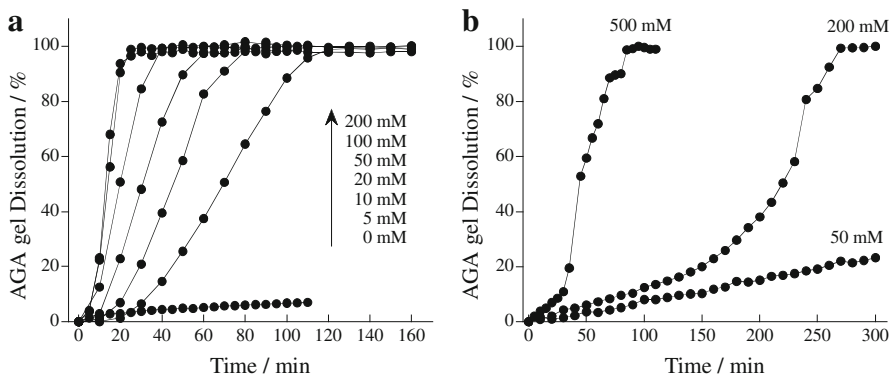 a
AGA gel Dissolution / %
100
80
60
40
20
0
200 mM
100 mM
50 mM
20 mM
10 mM
5 mM
0 mM
0 20 40 60 80 100 120 140 160
Time / min
b
AGA gel Dissolution / %
100
80
60
40
20
0
500 mM
200 mM
50 mM
0 50 100 150 200 250 300
Time / min